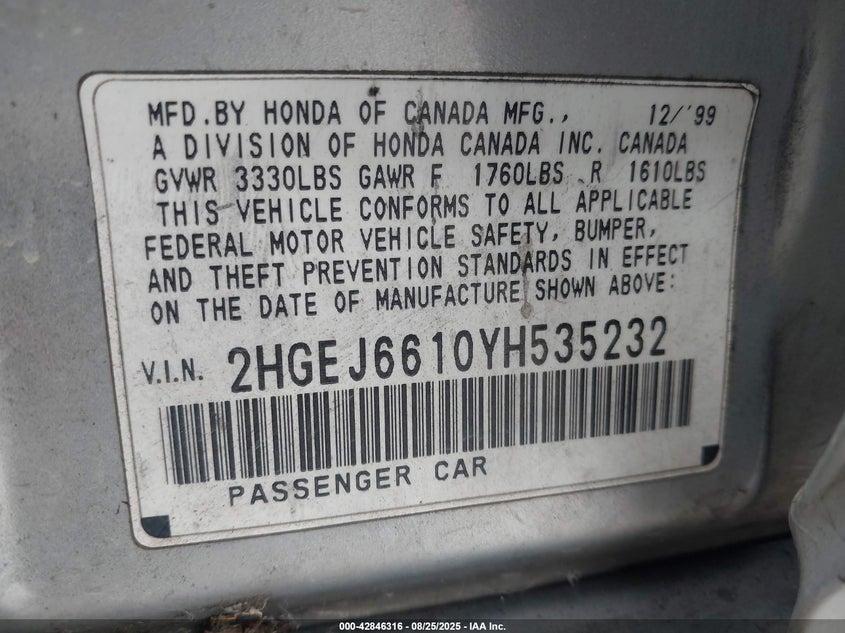 MFD.BY HONDA OF CANADA MFG., 12/'99
A DIVISION OF HONDA CANADA INC. CANADA
GVWR 3330LBS GAWR F 1760LBS R 1610LBS
THIS VEHICLE CONFORMS TO ALL APPLICABLE
FEDERAL MOTOR VEHICLE SAFETY, BUMPER,
AND THEFT PREVENTION STANDARDS IN EFFECT
ON THE DATE OF MANUFACTURE SHOWN ABOVE:
V.I.N. 2HGEJ6610YH535232
PASSENGER CAR
000-42846316 - 08/25/2025 - IAA Inc.